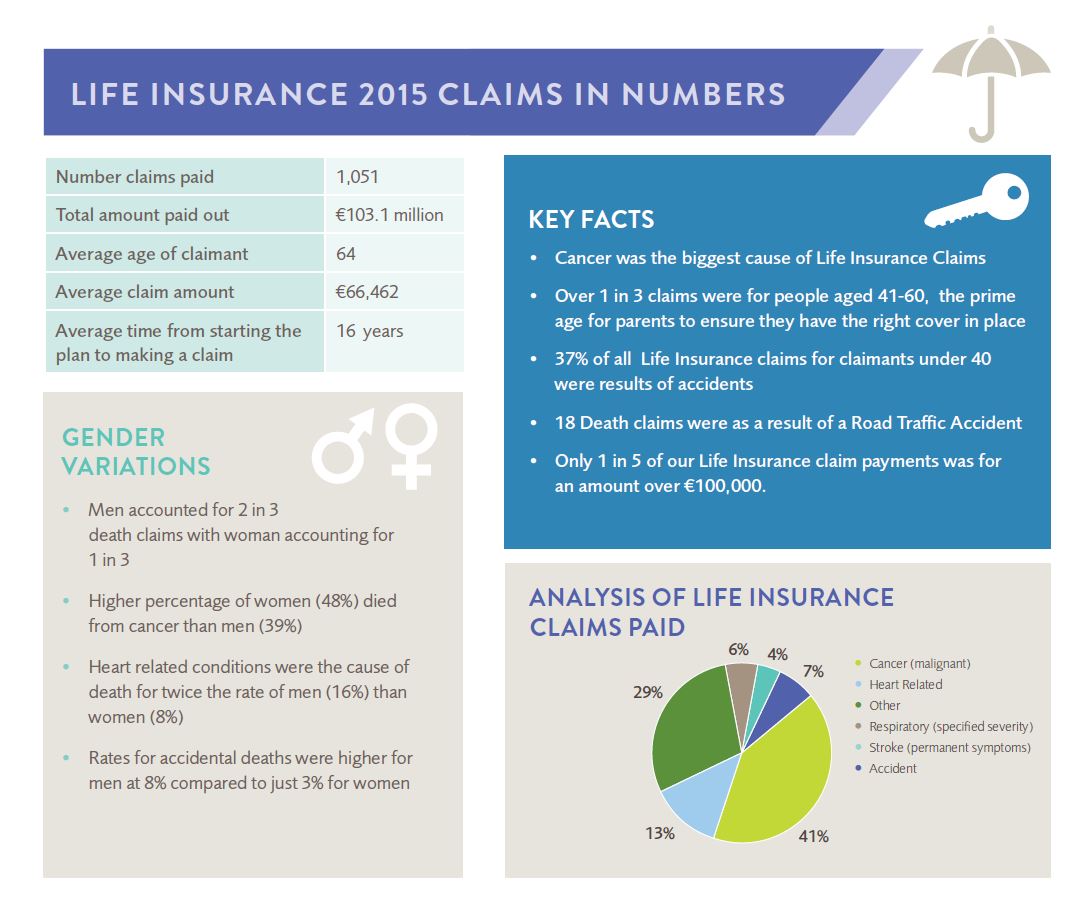 LIFE INSURANCE 2015 CLAIMS IN NUMBERS
Number claims paid 1,051
Total amount paid out €103.1 million
Average age of claimant 64
Average claim amount €66,462
Average time from starting the 16 years
plan to making a claim
GENDER
VARIATIONS
• Men accounted for 2 in 3
death claims with woman accounting for
1 in 3
• Higher percentage of women (48%) died
from cancer than men (39%)
• Heart related conditions were the cause of
death for twice the rate of men (16%) than
women (8%)
• Rates for accidental deaths were higher for
men at 8% compared to just 3% for women
KEY FACTS
• Cancer was the biggest cause of Life Insurance Claims
• Over 1 in 3 claims were for people aged 41-60, the prime
age for parents to ensure they have the right cover in place
• 37% of all Life Insurance claims for claimants under 40
were results of accidents
• 18 Death claims were as a result of a Road Traffic Accident
• Only 1 in 5 of our Life Insurance claim payments was for
an amount over €100,000.
ANALYSIS OF LIFE INSURANCE
CLAIMS PAID
6%
4%
7%
29%
13%
41%
• Cancer (malignant)
• Heart Related
• Other
• Respiratory (specified severity)
• Stroke (permanent symptoms)
• Accident